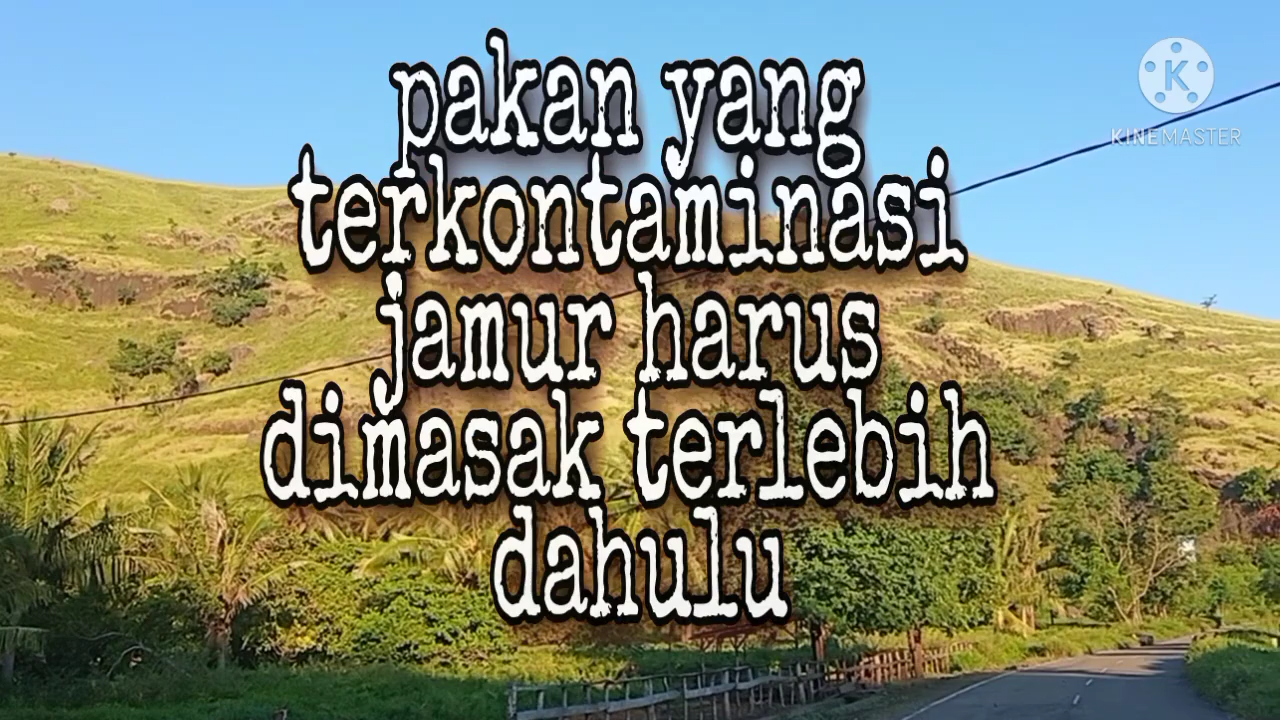 pakan yang
terkontaminasi
jamur harus
dimasak terlebih
dahulu
K
KINEMASTER